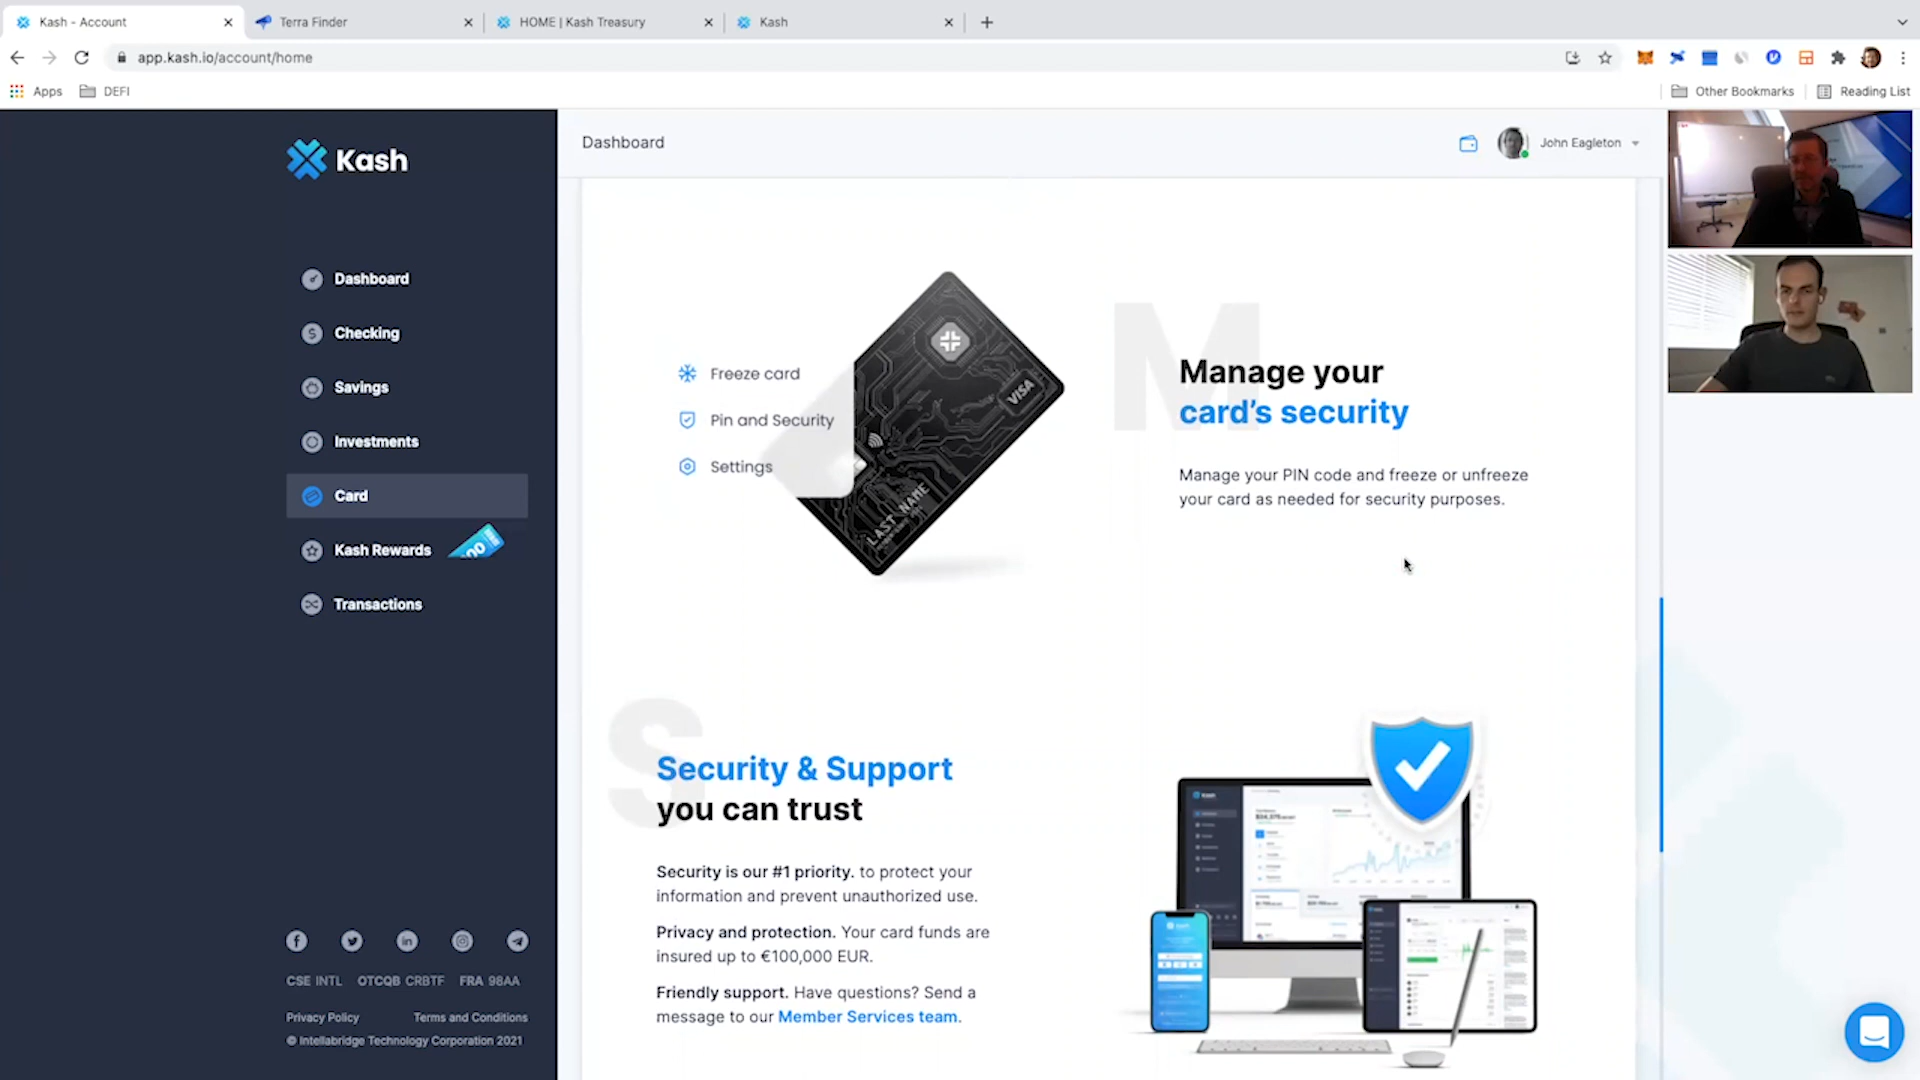 Kash - Account
Terra Finder
HOME | Kash Treasury
Kash
app.kash.io/account/home
Apps
DEFI
Other Bookmarks
Reading List
Kash
Dashboard
John Eagleton
Dashboard
Checking
Savings
Investments
Card
Kash Rewards
Transactions
Freeze card
Pin and Security
Settings
VISA
LAST NAME
M
Manage your
card's security
Manage your PIN code and freeze or unfreeze
your card as needed for security purposes.
S
Security & Support
you can trust
Security is our #1 priority. to protect your
information and prevent unauthorized use.
Privacy and protection. Your card funds are
insured up to €100,000 EUR.
Friendly support. Have questions? Send a
message to our Member Services team.
CSE INTL OTCQB CRBTF FRA 98AA
Privacy Policy Terms and Conditions
© Intellabridge Technology Corporation 2021